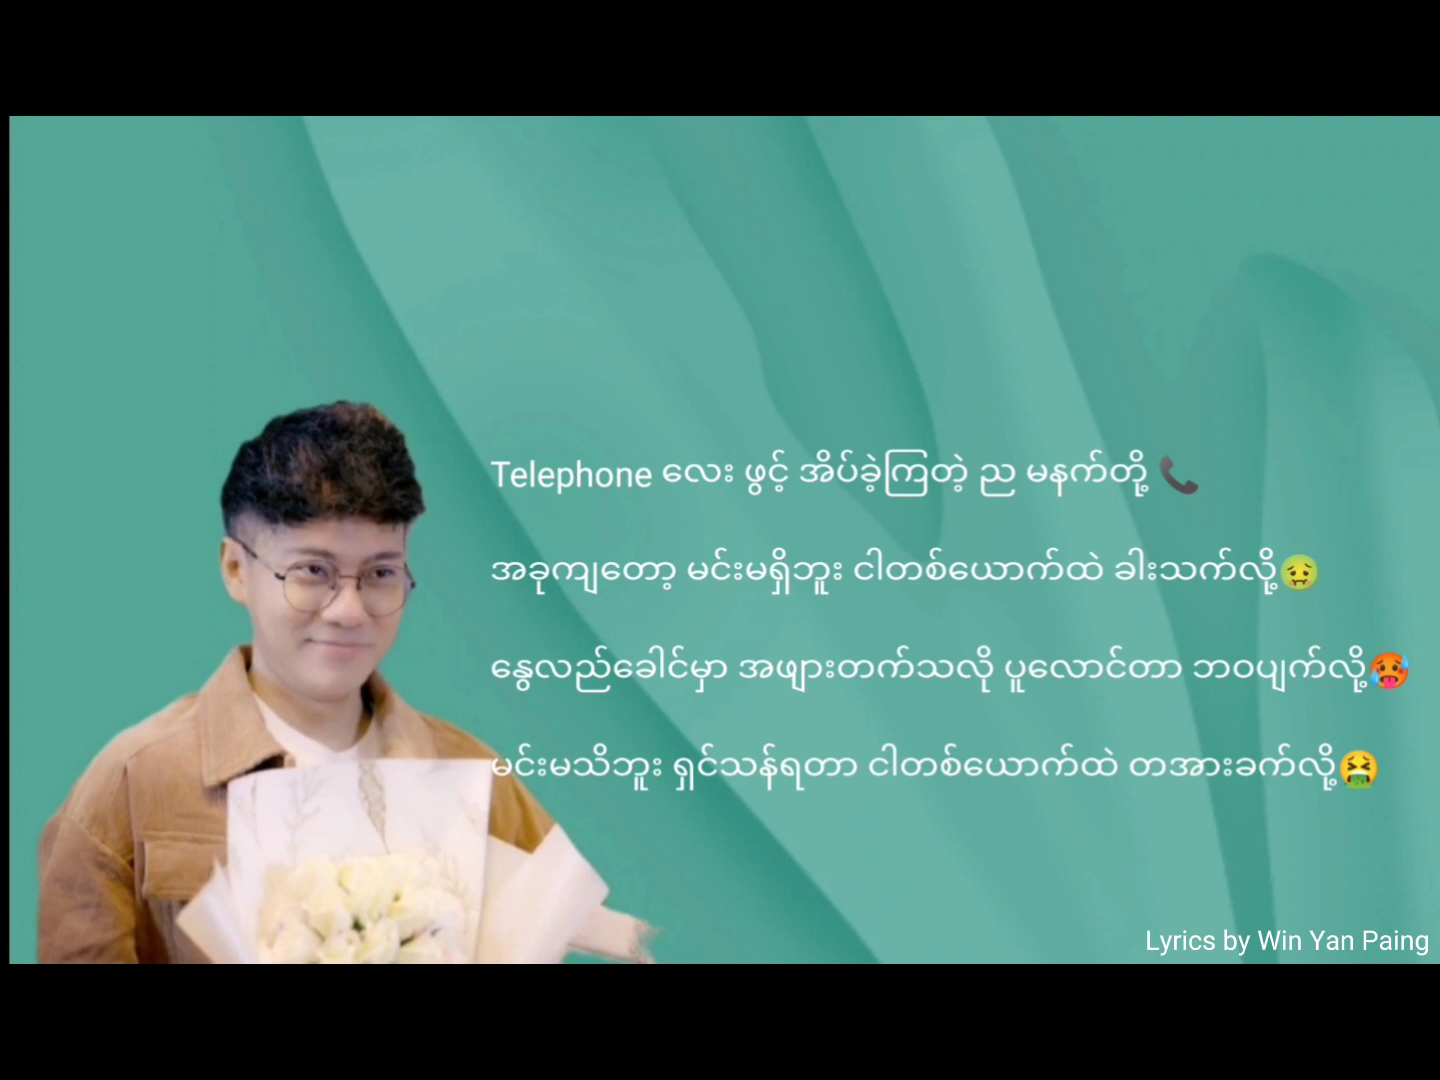 Telephone လေး ဖွင့် အိပ်ခဲ့ကြတဲ့ ည မနက်တို့ 📞
အခုကျတော့ မင်းမရှိဘူး ငါတစ်ယောက်ထဲ ခါးသက်လို့🤢
နွေလည်ခေါင်မှာ အဖျားတက်သလို ပူလောင်တာ ဘဝပျက်လို့🥵
မင်းမသိဘူး ရှင်သန်ရတာ ငါတစ်ယောက်ထဲ တအားခက်လို့🤮
Lyrics by Win Yan Paing